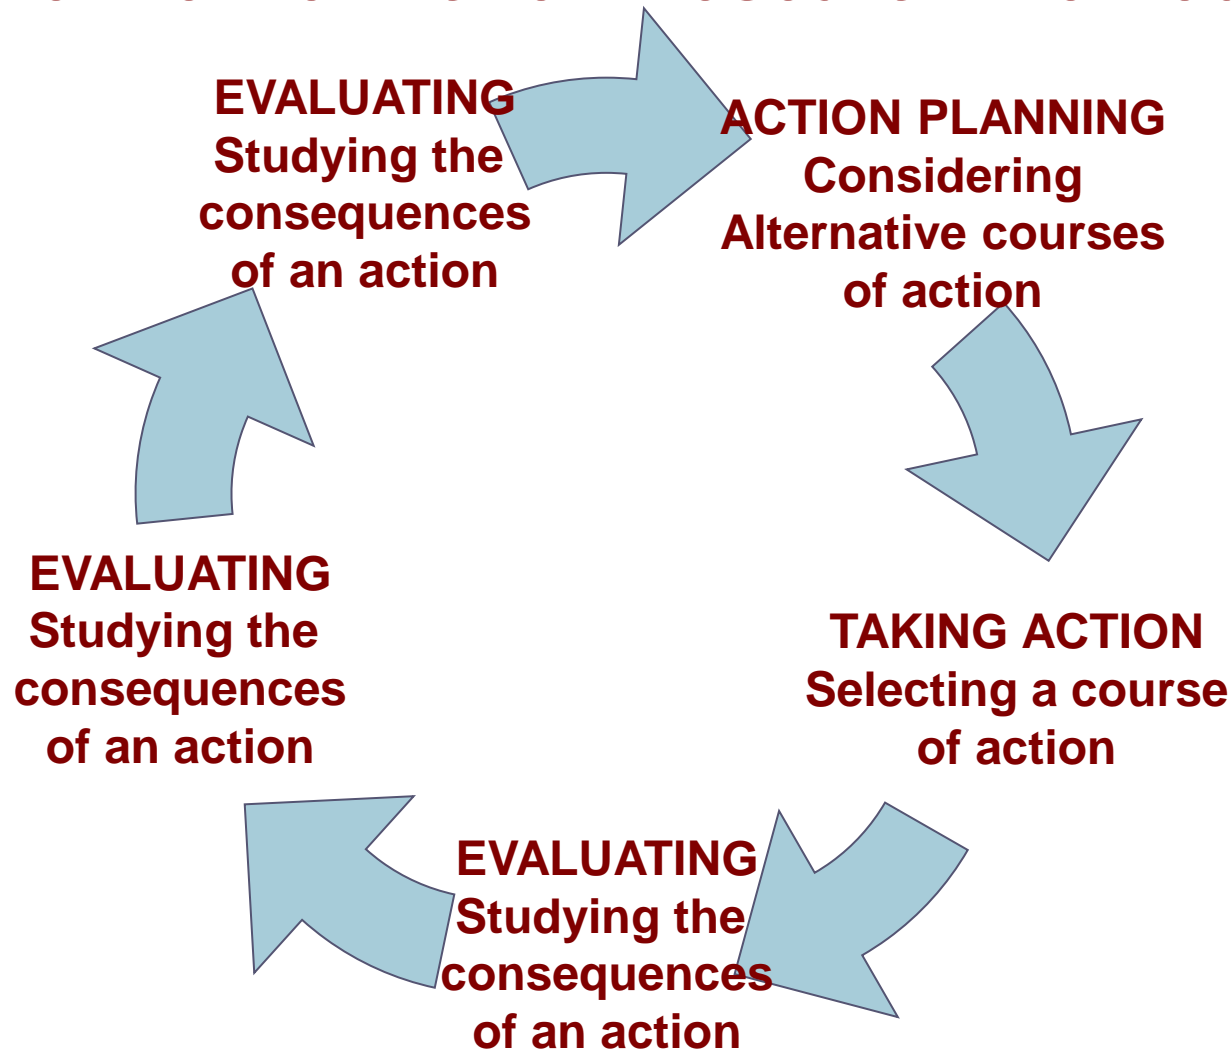 EVALUATING
Studying the
consequences
of an action
ACTION PLANNING
Considering
Alternative courses
of action
TAKING ACTION
Selecting a course
of action
EVALUATING
Studying the
consequences
of an action
EVALUATING
Studying the
consequences
of an action